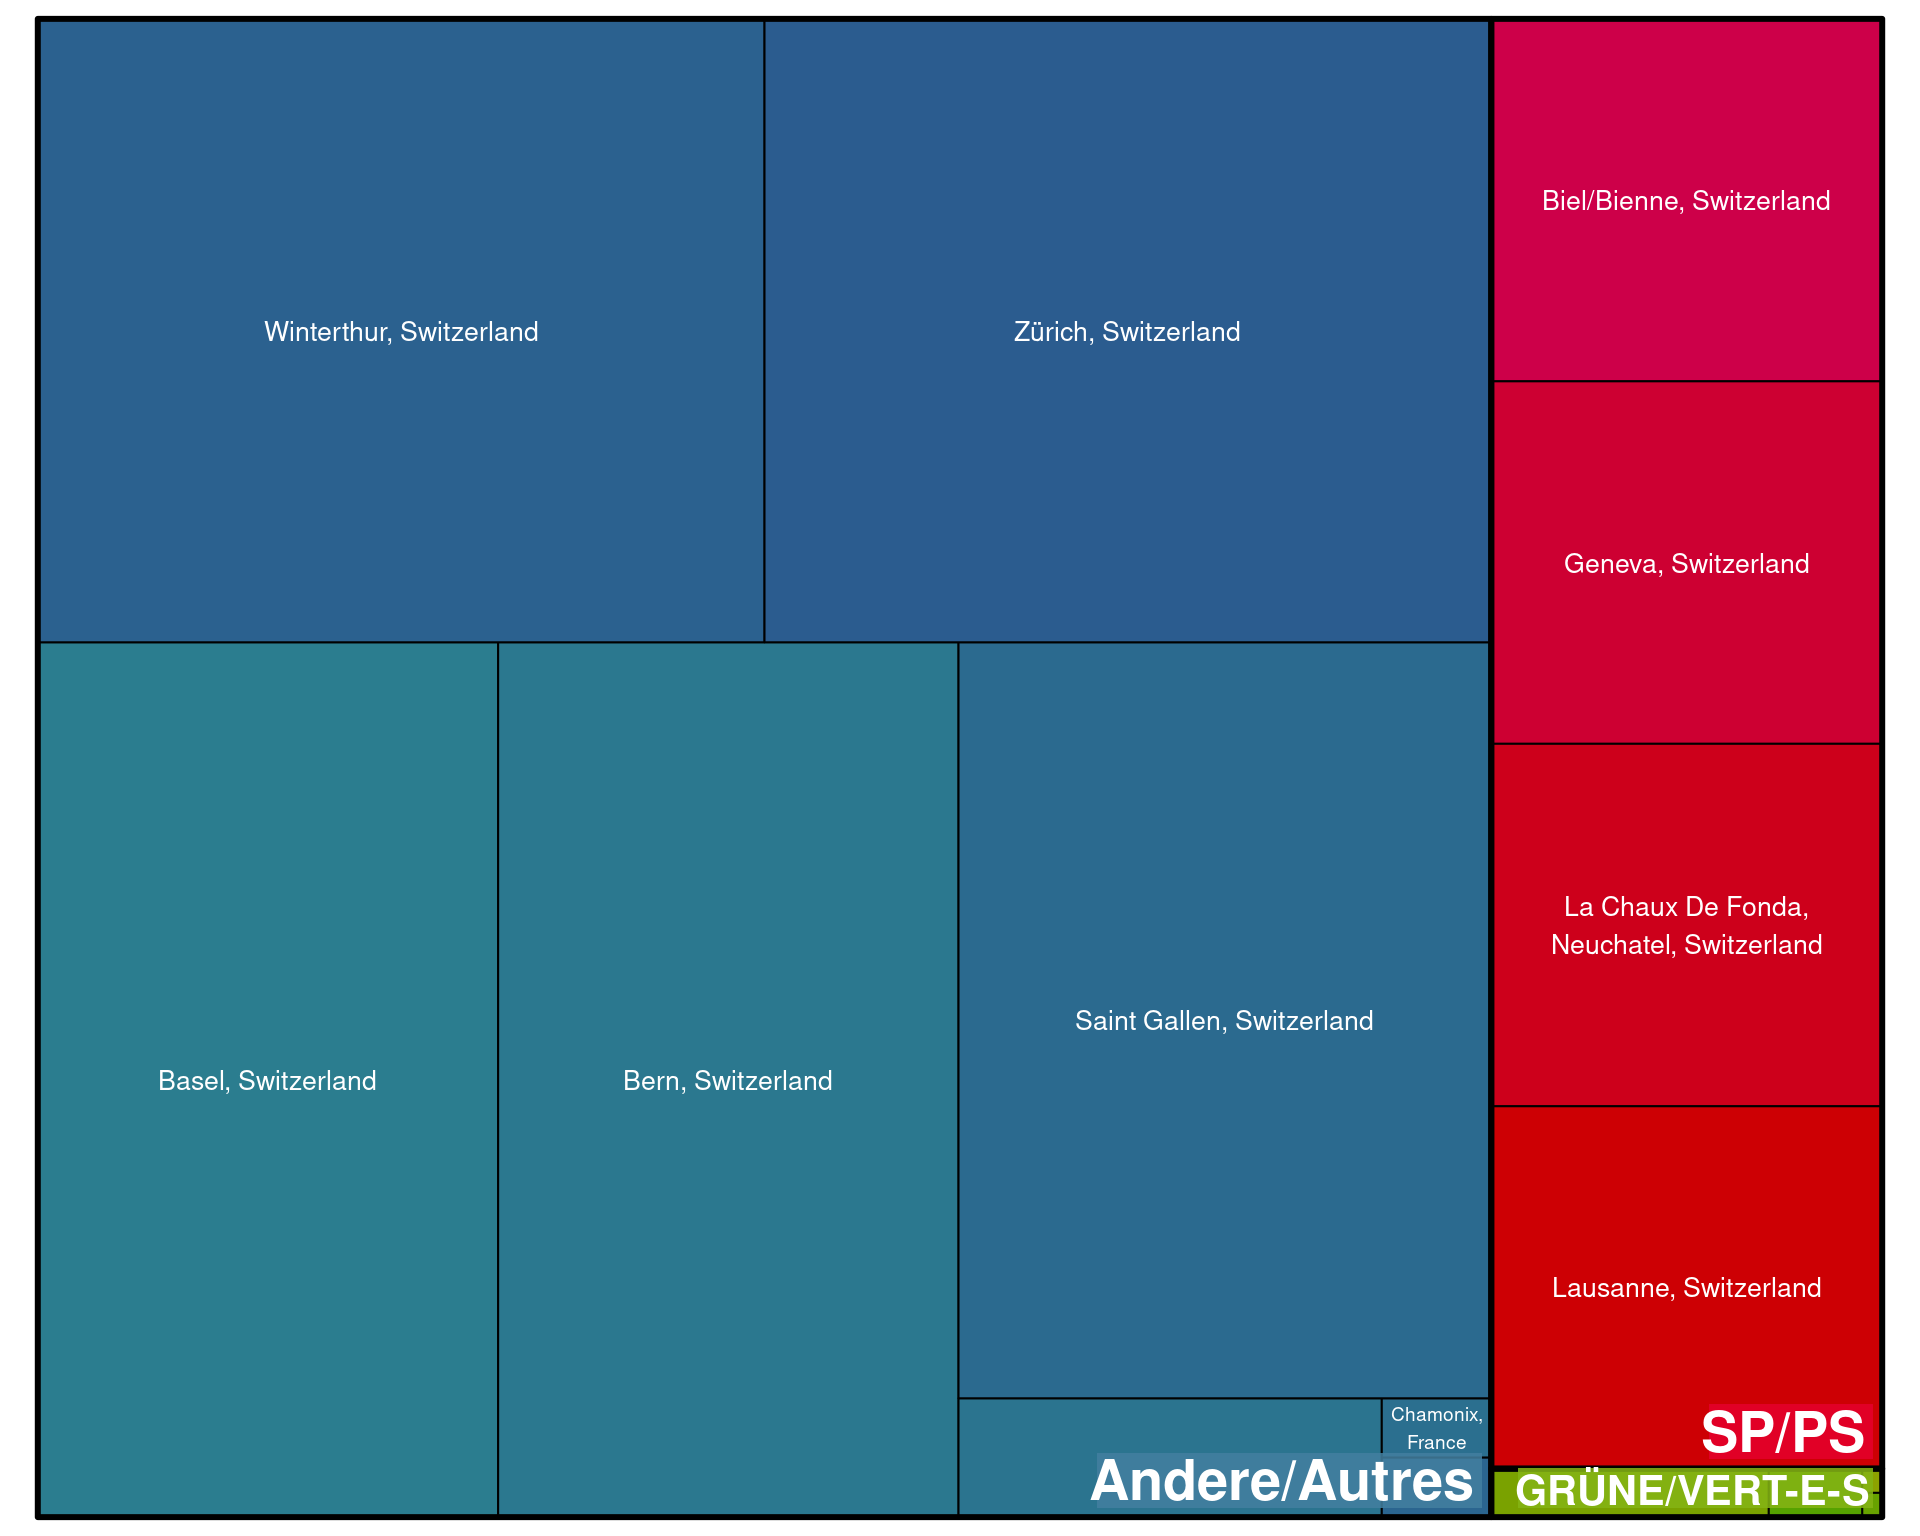 Winterthur, Switzerland
Zürich, Switzerland
Biel/Bienne, Switzerland
Geneva, Switzerland
La Chaux De Fonda,
Neuchatel, Switzerland
Basel, Switzerland
Bern, Switzerland
Saint Gallen, Switzerland
Lausanne, Switzerland
Chamonix,
France
SP/PS
Andere/Autres
GRÜNE/VERT-E-S